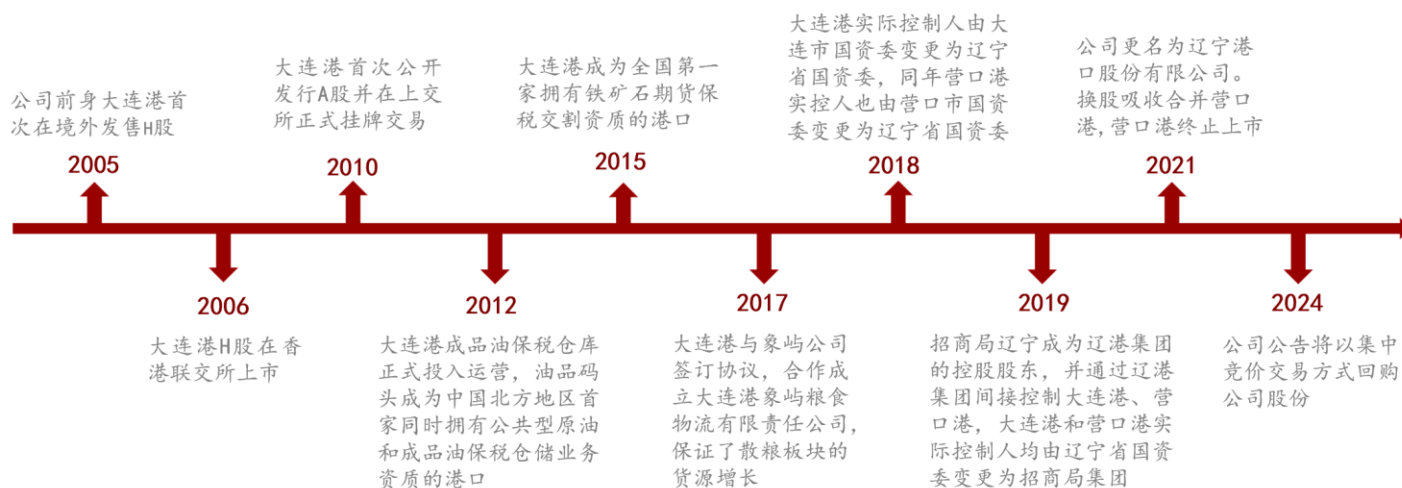 公司前身大连港首
次在境外发售H股
2005
大连港H股在香
港联交所上市
2006
大连港首次公开
发行A股并在上交
所正式挂牌交易
2010
2012
大连港成品油保税仓库
正式投入运营，油品码
头成为中国北方地区首
家同时拥有公共型原油
和成品油保税仓储业务
资质的港口
大连港成为全国第一
家拥有铁矿石期货保
税交割资质的港口
2015
2017
大连港与象屿公司
签订协议，合作成
立大连港象屿粮食
物流有限责任公司，
保证了散粮板块的
货源增长
大连港实际控制人由大
连市国资委变更为辽宁
省国资委，同年营口港
实控人也由营口市国资
委变更为辽宁省国资委
2018
2019
招商局辽宁成为辽港集团
的控股股东，并通过辽港
集团间接控制大连港、营
口港，大连港和营口港实
际控制人均由辽宁省国资
委变更为招商局集团
公司更名为辽宁港
口股份有限公司。
换股吸收合并营口
港,营口港终止上市
2021
2024
公司公告将以集中
竞价交易方式回购
公司股份